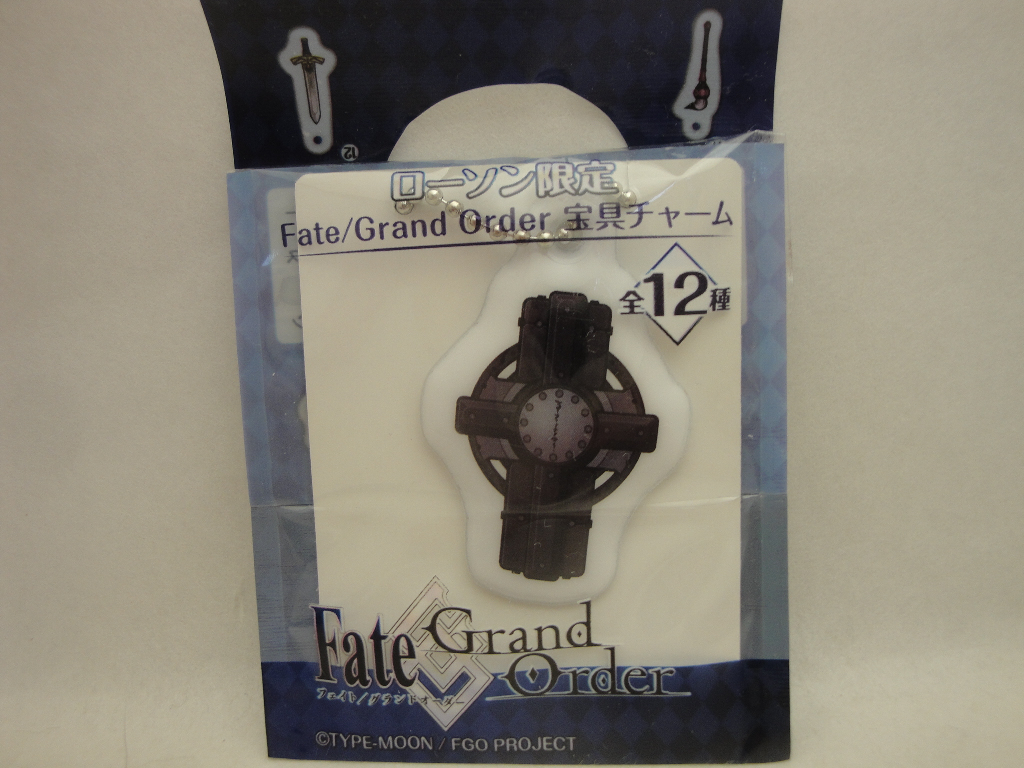 12
ローソン限定
Fate/Grand Order 宝具チャーム
全12種
Fate Grand Order
フェイト/グランドオーダー
©TYPE-MOON / FGO PROJECT